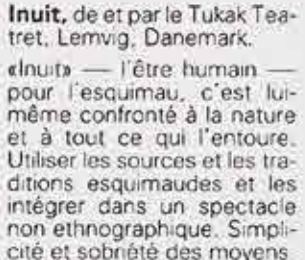 Inuit, de et par le Tukak Tea-
tret, Lemvig, Danemark.
«Inuit» — l'être humain —
pour l'esquimau, c'est lui-
même confronté à la nature
et à tout ce qui l'entoure.
Utiliser les sources et les tra-
ditions esquimaudes et les
intégrer dans un spectacle
non ethnographique. Simpli-
cité et sobriété des moyens